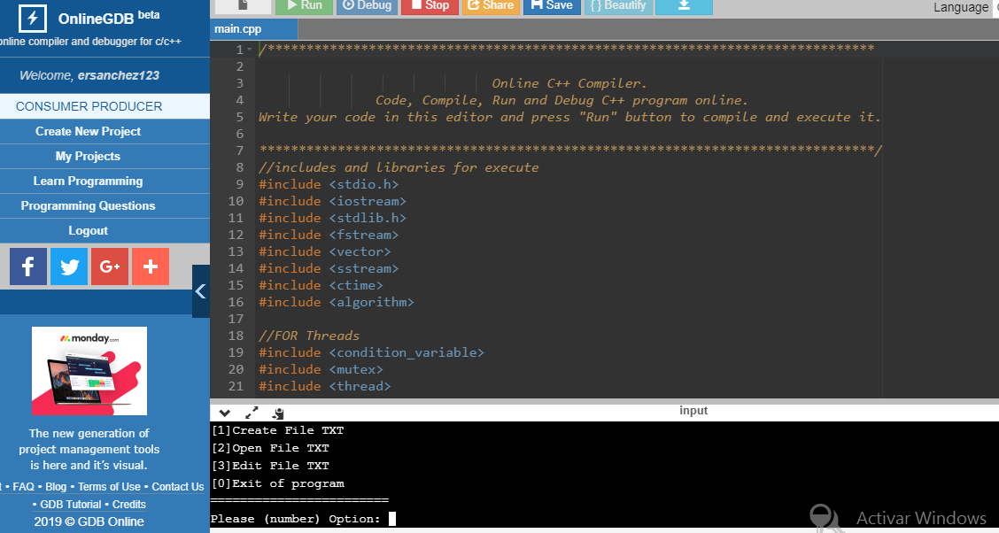 OnlineGDB beta
online compiler and debugger for c/c++
Welcome, ersanchez123
CONSUMER PRODUCER
Create New Project
My Projects
Learn Programming
Programming Questions
Logout
f
G+
+
monday.com
The new generation of
project management tools
is here and it's visual.
• FAQ • Blog • Terms of Use • Contact Us
• GDB Tutorial • Credits
2019 © GDB Online
Run Debug Stop Share Save { } Beautify
Language
main.cpp
1 /******************************************************************************
2
3 Online C++ Compiler.
4 Code, Compile, Run and Debug C++ program online.
5 Write your code in this editor and press "Run" button to compile and execute it.
6
7 *******************************************************************************/
8 //includes and libraries for execute
9 #include <stdio.h>
10 #include <iostream>
11 #include <stdlib.h>
12 #include <fstream>
13 #include <vector>
14 #include <sstream>
15 #include <ctime>
16 #include <algorithm>
17
18 //FOR Threads
19 #include <condition_variable>
20 #include <mutex>
21 #include <thread>
input
[1]Create File TXT
[2]Open File TXT
[3]Edit File TXT
[0]Exit of program
========================
Please (number) Option:
Activar Windows